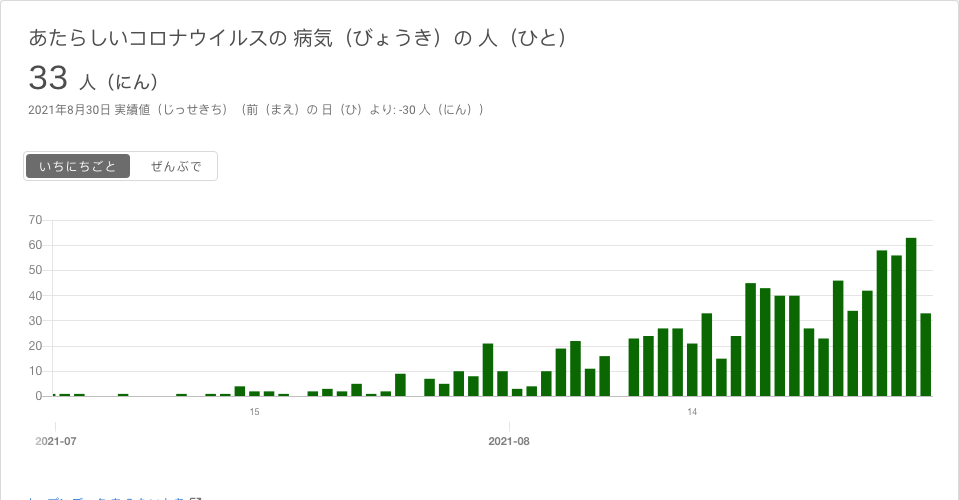 あたらしいコロナウイルスの 病気（びょうき）の 人（ひと）
33 人（にん）
2021年8月30日 実績値（じっせきち）（前（まえ）の 日（ひ）より: -30 人（にん））
いちにちごと ぜんぶで
70
60
50
40
30
20
10
0
15 14
2021-07 2021-08